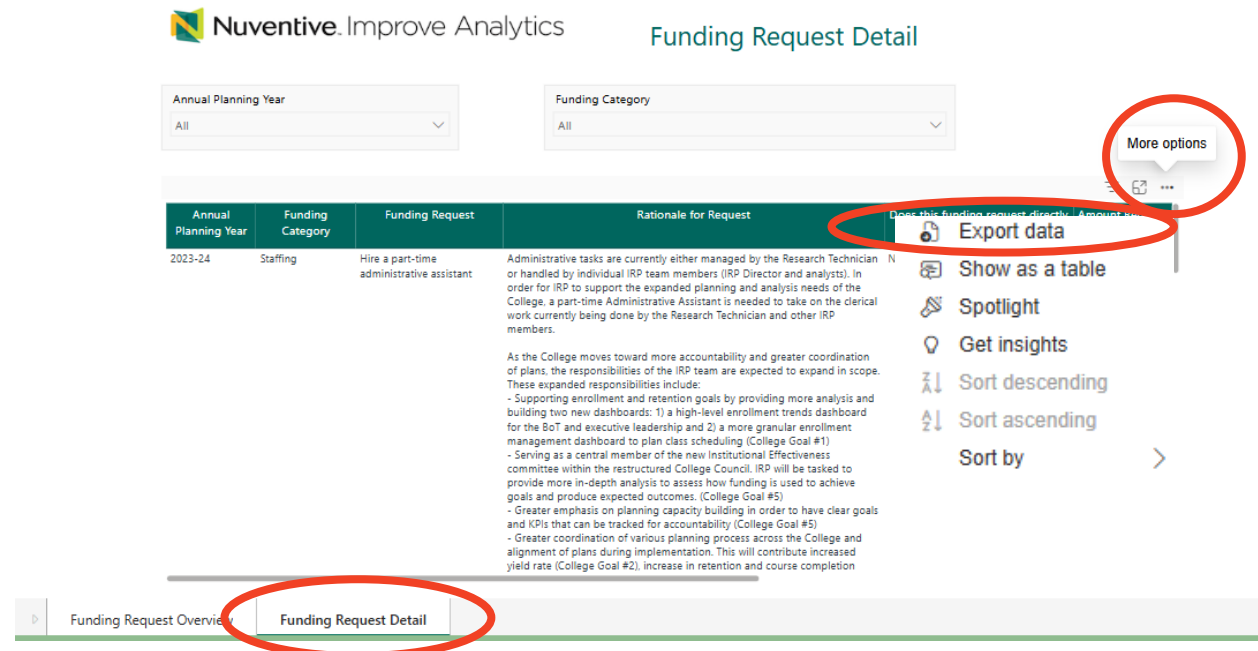 Nuventive. Improve Analytics
Funding Request Detail
Annual Planning Year
All
Funding Category
All
More options
Annual Planning Year
Funding Category
Funding Request
Rationale for Request
Does this funding request directly
Amount
Export data
Show as a table
Spotlight
Get insights
Sort descending
Sort ascending
Sort by
2023-24
Staffing
Hire a part-time
administrative assistant
Administrative tasks are currently either managed by the Research Technician
or handled by individual IRP team members (IRP Director and analysts). In
order for IRP to support the expanded planning and analysis needs of the
College, a part-time Administrative Assistant is needed to take on the clerical
work currently being done by the Research Technician and other IRP
members.
As the College moves toward more accountability and greater coordination
of plans, the responsibilities of the IRP team are expected to expand in scope.
These expanded responsibilities include:
- Supporting enrollment and retention goals by providing more analysis and
building two new dashboards: 1) a high-level enrollment trends dashboard
for the BoT and executive leadership and 2) a more granular enrollment
management dashboard to plan class scheduling (College Goal #1)
- Serving as a central member of the new Institutional Effectiveness
committee within the restructured College Council. IRP will be tasked to
provide more in-depth analysis to assess how funding is used to achieve
goals and produce expected outcomes. (College Goal #5)
- Greater emphasis on planning capacity building in order to have clear goals
and KPIs that can be tracked for accountability (College Goal #5)
- Greater coordination of various planning process across the College and
alignment of plans during implementation. This will contribute increased
yield rate (College Goal #2), increase in retention and course completion
N
Funding Request Overview
Funding Request Detail